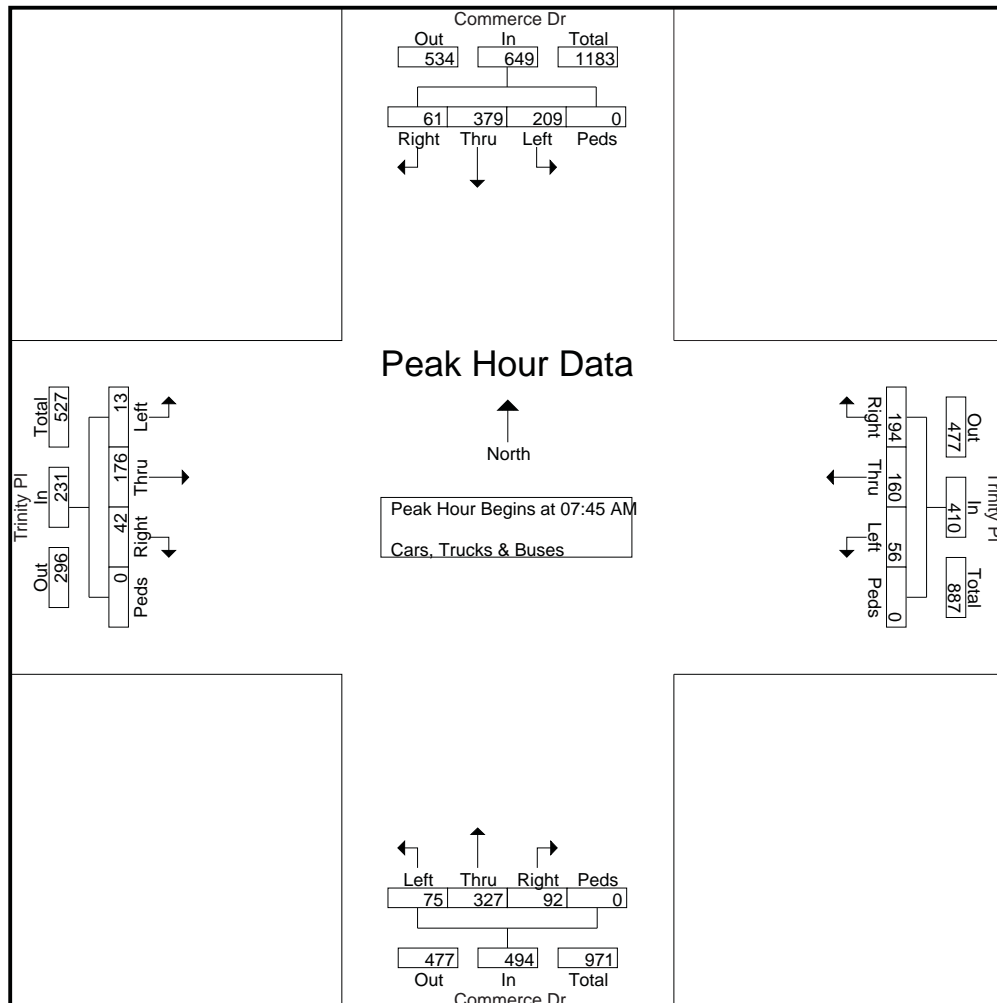 Commerce Dr
Out In Total
534 649 1183
61 379 209 0
Right Thru Left Peds
Peak Hour Data
North
Peak Hour Begins at 07:45 AM
Cars, Trucks & Buses
Trinity Pl
Out In Total
296 231 527
Left Thru Right Peds
13 176 42 0
Trinity Pl
Out In Total
477 410 887
Right Thru Left Peds
194 160 56 0
Left Thru Right Peds
75 327 92 0
477 494 971
Out In Total
Commerce Dr